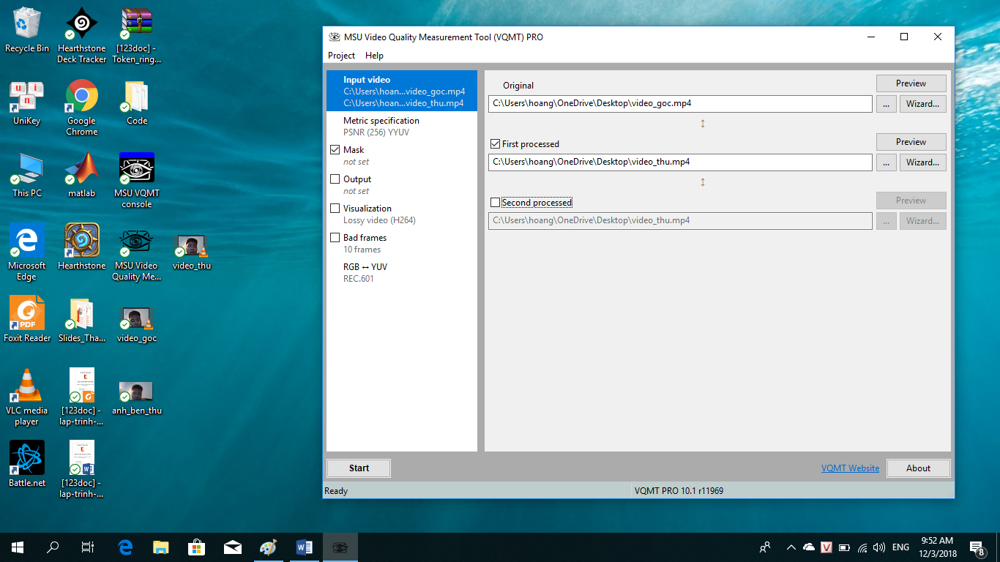 Recycle Bin
Hearthstone
Deck Tracker
[123doc] -
Token_ring...
UniKey
Google
Chrome
Code
This PC
matlab
MSU VQMT
console
Microsoft
Edge
Hearthstone
MSU Video
Quality Me...
video_thu
PDF
Foxit Reader
Slides_Tha...
video_goc
VLC media
player
[123doc] -
lap-trinh-...
anh_ben_thu
Battle.net
[123doc] -
lap-trinh-...
MSU Video Quality Measurement Tool (VQMT) PRO
Project Help
Input video
C:\Users\hoan...video_goc.mp4
C:\Users\hoan...video_thu.mp4
Metric specification
PSNR (256) YYUV
Mask
not set
Output
not set
Visualization
Lossy video (H264)
Bad frames
10 frames
RGB ↔ YUV
REC.601
Original
Preview
C:\Users\hoang\OneDrive\Desktop\video_goc.mp4
... Wizard...
First processed
Preview
C:\Users\hoang\OneDrive\Desktop\video_thu.mp4
... Wizard...
Second processed
Preview
C:\Users\hoang\OneDrive\Desktop\video_thu.mp4
... Wizard...
Start
VQMT Website
About
Ready
VQMT PRO 10.1 r11969
ENG
9:52 AM
12/3/2018
8